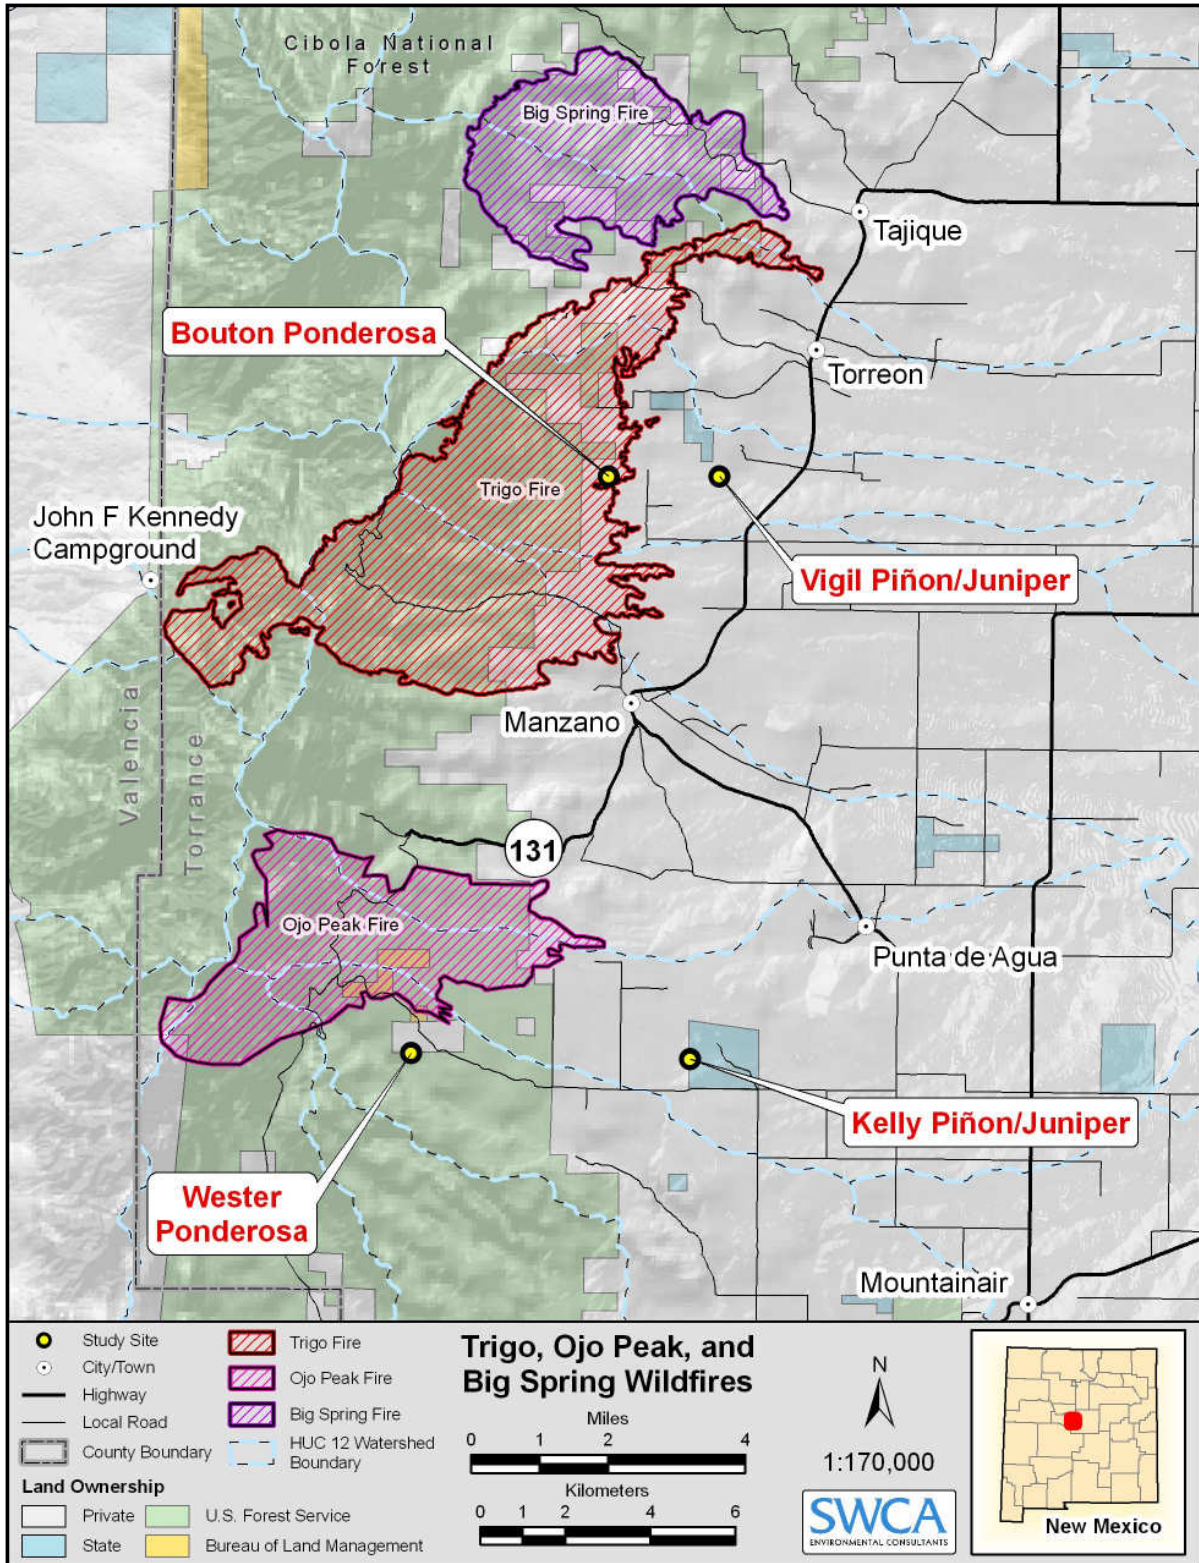 Cibola National
Forest
Big Spring Fire
Tajique
Bouton Ponderosa
Torreon
Trigo Fire
John F Kennedy
Campground
Vigil Piñon/Juniper
Manzano
Valencia
Torrance
131
Ojo Peak Fire
Punta de Agua
Kelly Piñon/Juniper
Wester
Ponderosa
Mountainair
Study Site
City/Town
Highway
Local Road
County Boundary
Land Ownership
Private
State
Trigo Fire
Ojo Peak Fire
Big Spring Fire
HUC 12 Watershed
Boundary
U.S. Forest Service
Bureau of Land Management
Trigo, Ojo Peak, and
Big Spring Wildfires
Miles
0 1 2 4
Kilometers
0 1 2 4 6
N
1:170,000
SWCA
ENVIRONMENTAL CONSULTANTS
New Mexico